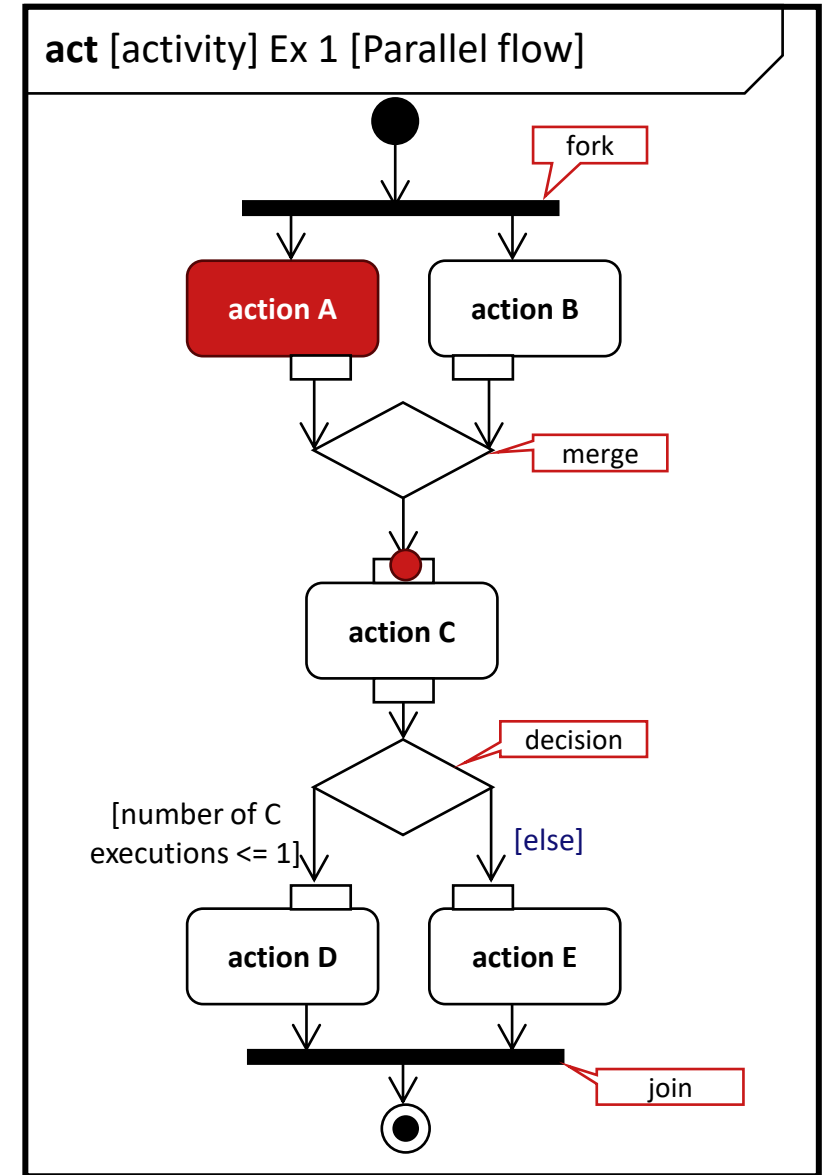 act [activity] Ex 1 [Parallel flow]
fork
action A
action B
merge
action C
decision
[number of C
executions <= 1]
[else]
action D
action E
join